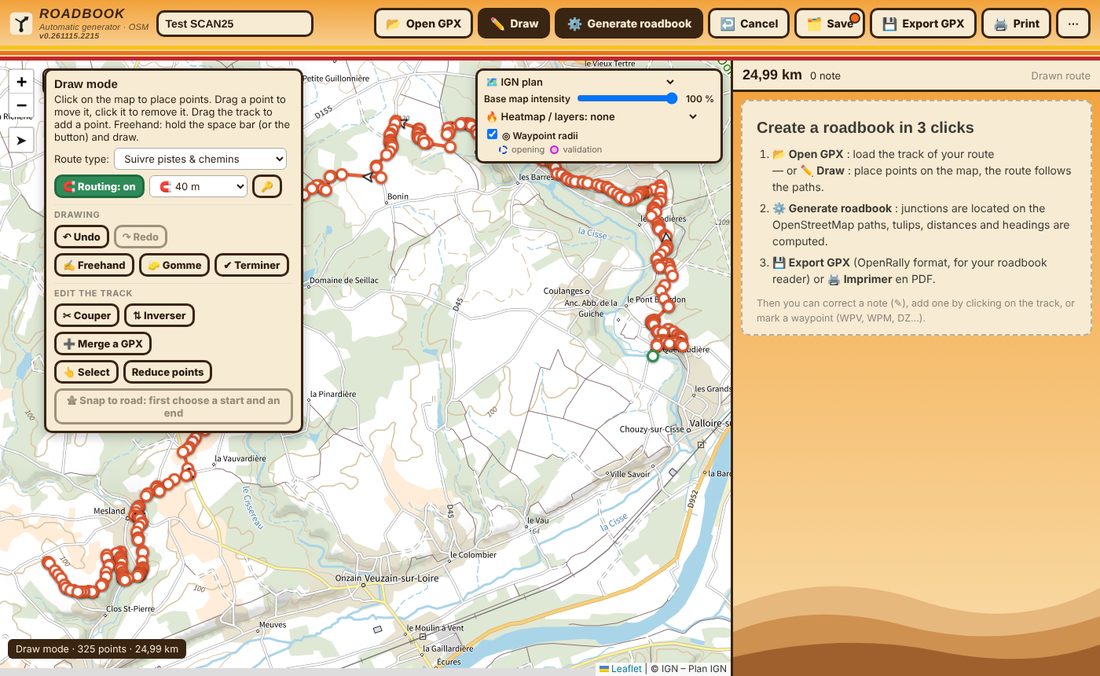 ROADBOOK
Automatic generator · OSM
v0.261115.2215
Test SCAN25
📂 Open GPX
✏️ Draw
⚙️ Generate roadbook
↩️ Cancel
🗂️ Save
💾 Export GPX
🖨️ Print
...
+
−
➤
Draw mode
Click on the map to place points. Drag a point to
move it, click it to remove it. Drag the track to
add a point. Freehand: hold the space bar (or the
button) and draw.
Route type:
Suivre pistes & chemins
🧲 Routing: on
🧲 40 m
🔑
DRAWING
↶ Undo
↷ Redo
✍️ Freehand
🧽 Gomme
✔ Terminer
EDIT THE TRACK
✂ Couper
⇅ Inverser
➕ Merge a GPX
👆 Select
Reduce points
🛣️ Snap to road: first choose a start and an
end
🗺️ IGN plan
Base map intensity
100 %
🔥 Heatmap / layers: none
◎ Waypoint radii
opening
validation
Petite Guillonnière
le Vieux Tertre
D155
Bonin
les Barres
la Cisse
Domaine de Seillac
D45
Coulanges
Anc. Abb. de la
Guiche
les Grands
Chouzy-sur-Cisse
Valloire-s
Ville Savoir
la Bar
D952
la Pinardière
100
100
la Vauvardière
le Cissereau
Mesland
D45
le Vau
la Cisse
le Colombier
Onzain
Veuzain-sur-Loire
100
100
Clos St-Pierre
Meuves
le Moulin à Vent
la Gaillardière
Écures
Draw mode · 325 points · 24,99 km
Leaflet | © IGN – Plan IGN
24,99 km
0 note
Drawn route
Create a roadbook in 3 clicks
1. 📂 Open GPX : load the track of your route
— or ✏️ Draw : place points on the map, the route follows
the paths.
2. ⚙️ Generate roadbook : junctions are located on the
OpenStreetMap paths, tulips, distances and headings are
computed.
3. 💾 Export GPX (OpenRally format, for your roadbook
reader) or 🖨️ Imprimer en PDF.
Then you can correct a note (✎), add one by clicking on the track, or
mark a waypoint (WPV, WPM, DZ…).